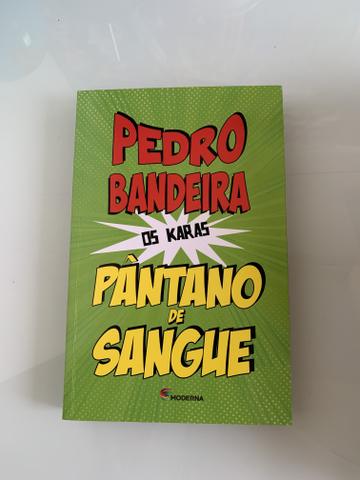 PEDRO
BANDEIRA
OS KARAS
PÂNTANO
DE
SANGUE
MODERNA